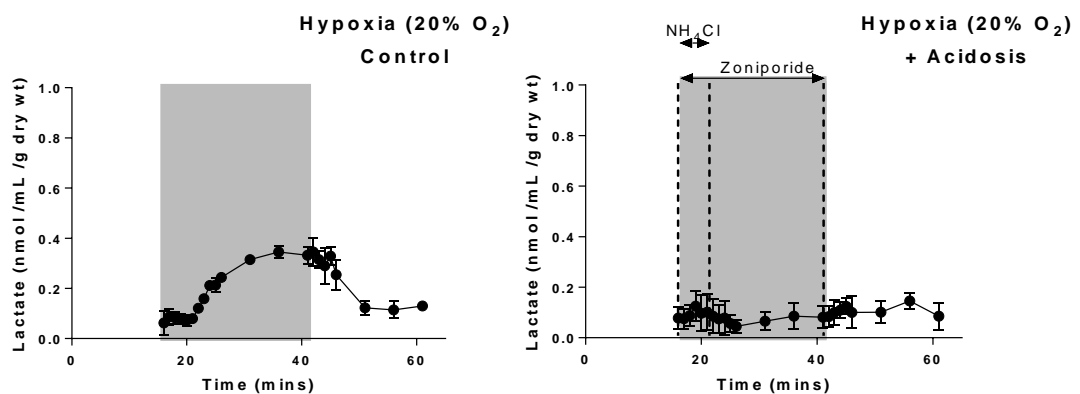 Hypoxia (20% O₂)
Control
Lactate (nmol/mL/g dry wt)
1.0
0.8
0.6
0.4
0.2
0.0
0
20
40
60
Time (mins)
Hypoxia (20% O₂)
+ Acidosis
NH₄Cl
Zoniporide
Lactate (nmol/mL/g dry wt)
1.0
0.8
0.6
0.4
0.2
0.0
0
20
40
60
Time (mins)